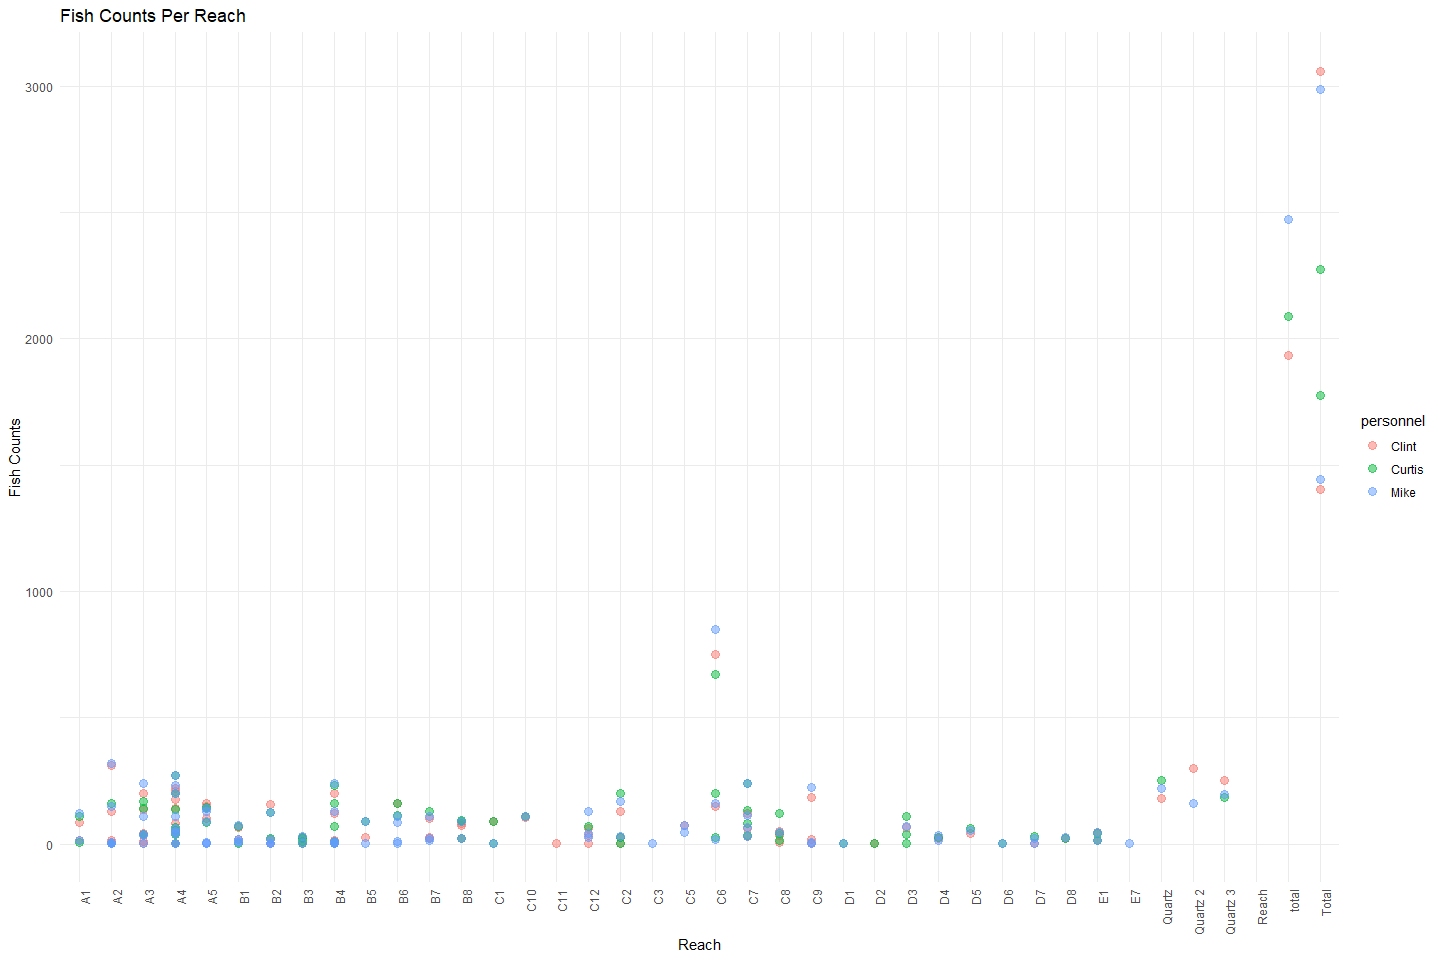 Fish Counts Per Reach
3000
2000
1000
0
Fish Counts
A1
A2
A3
A4
A5
B1
B2
B3
B4
B5
B6
B7
B8
C1
C10
C11
C12
C2
C3
C5
C6
C7
C8
C9
D1
D2
D3
D4
D5
D6
D7
D8
E1
E7
Quartz
Quartz 2
Quartz 3
Reach
total
Total
Reach
personnel
Clint
Curtis
Mike